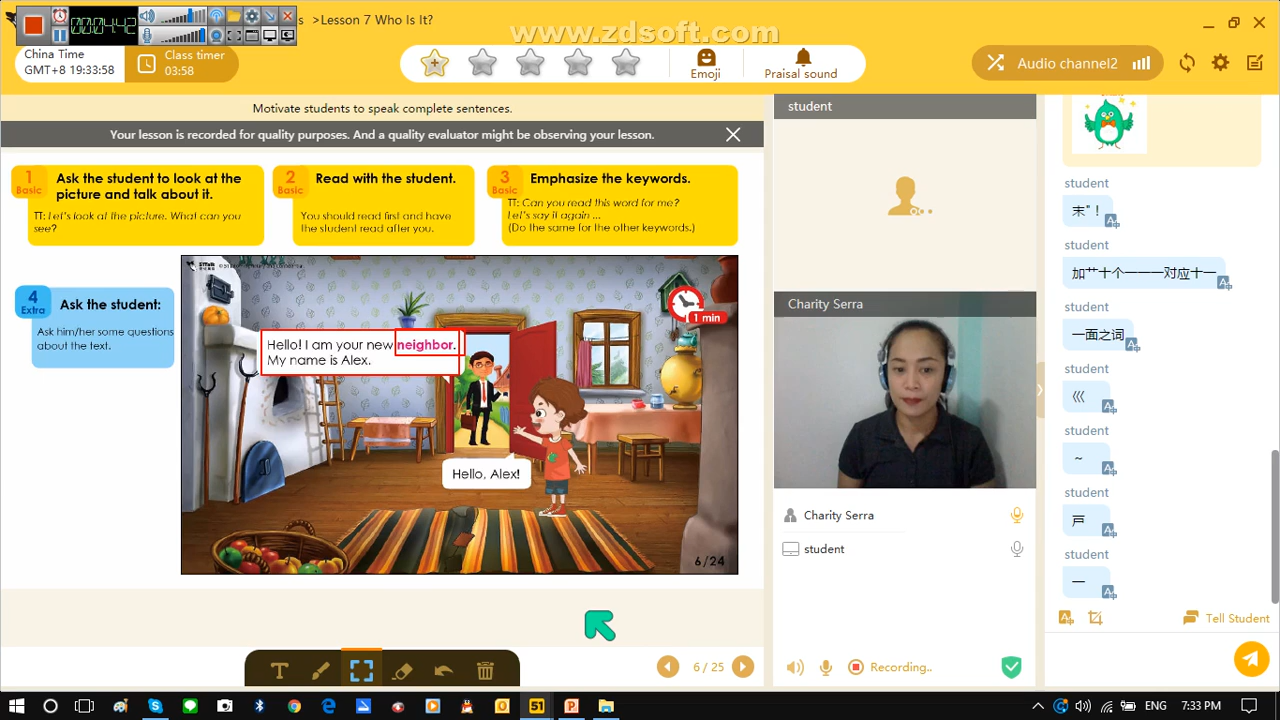 00:04:42
s >Lesson 7 Who Is It?
www.zdsoft.com
China Time
GMT+8 19:33:58
Class timer
03:58
Emoji
Praisal sound
Audio channel2
Motivate students to speak complete sentences.
Your lesson is recorded for quality purposes. And a quality evaluator might be observing your lesson.
1
Basic
Ask the student to look at the
picture and talk about it.
TT: Let's look at the picture. What can you
see?
2
Basic
Read with the student.
You should read first and have
the student read after you.
3
Basic
Emphasize the keywords.
TT: Can you read this word for me?
Let's say it again ...
(Do the same for the other keywords.)
4
Extra
Ask the student:
Ask him/her some questions
about the text.
1 min
Hello! I am your new neighbor.
My name is Alex.
Hello, Alex!
6/24
student
Charity Serra
Charity Serra
student
Recording..
student
末"！
student
加艹十个一一一对应十一
student
一面之词
student
巛
student
~
student
戸
student
一
Tell Student
T
6 / 25
51
ENG
7:33 PM